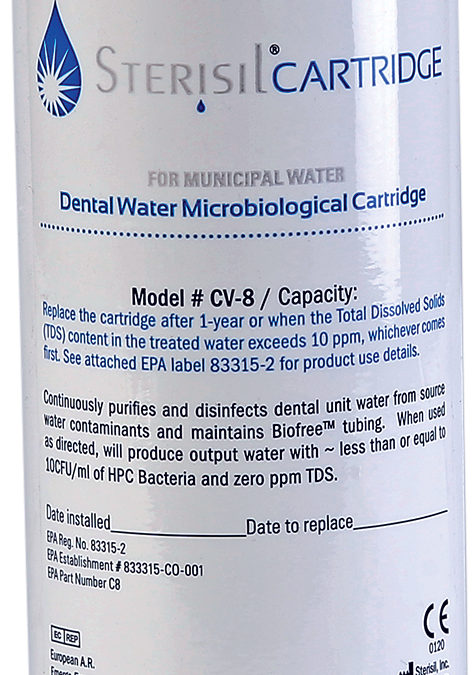 STERISIL® CARTRIDGE
FOR MUNICIPAL WATER
Dental Water Microbiological Cartridge
Model # CV-8 / Capacity:
Replace the cartridge after 1-year or when the Total Dissolved Solids
(TDS) content in the treated water exceeds 10 ppm, whichever comes
first. See attached EPA label 83315-2 for product use details.
Continuously purifies and disinfects dental unit water from source
water contaminants and maintains Biofree™ tubing. When used
as directed, will produce output water with ~ less than or equal to
10CFU/ml of HPC Bacteria and zero ppm TDS.
Date installed____________Date to replace____________
EPA Reg. No. 83315-2
EPA Establishment # 833315-CO-001
EPA Part Number C8
EC REP
European A.R.
CE
0120
Sterisil, Inc.